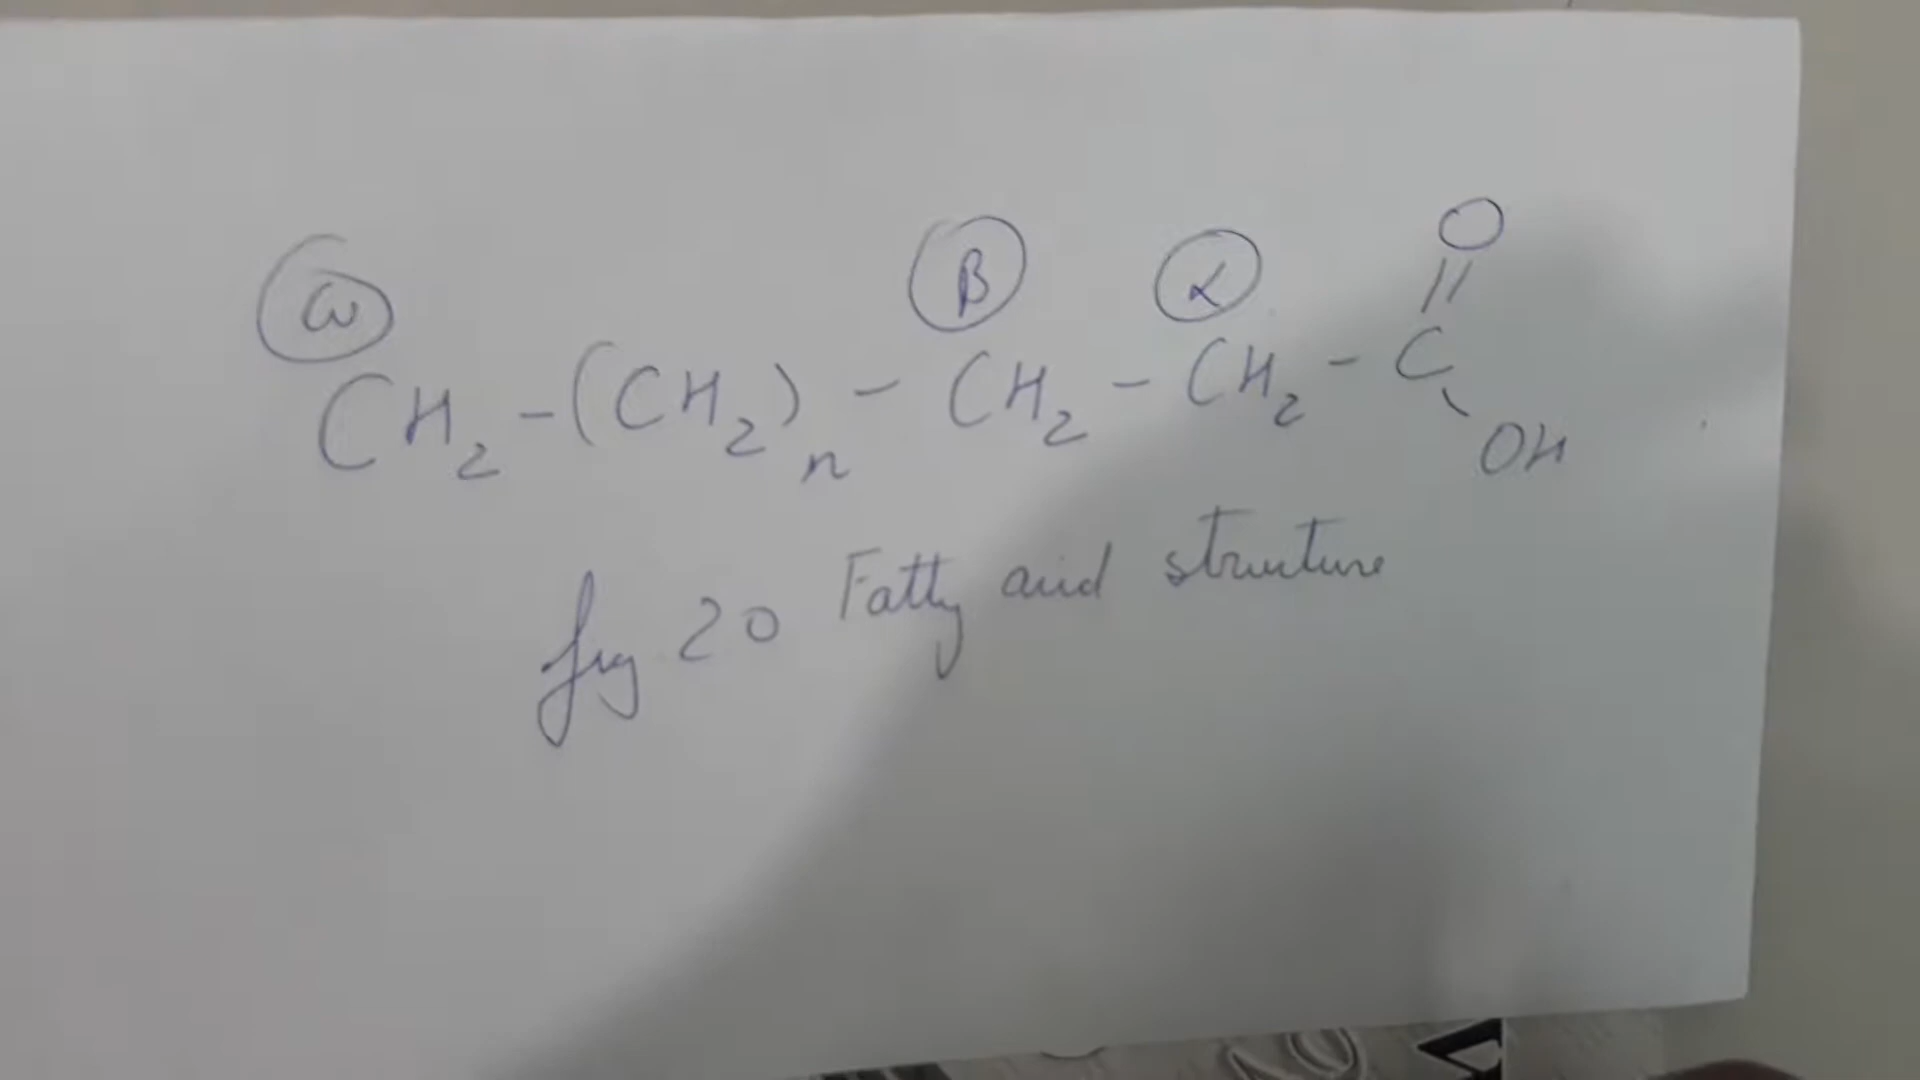 ω β α O
CH₂ - (CH₂)n - CH₂ - CH₂ - C
OH
fig 20 Fatty acid structure